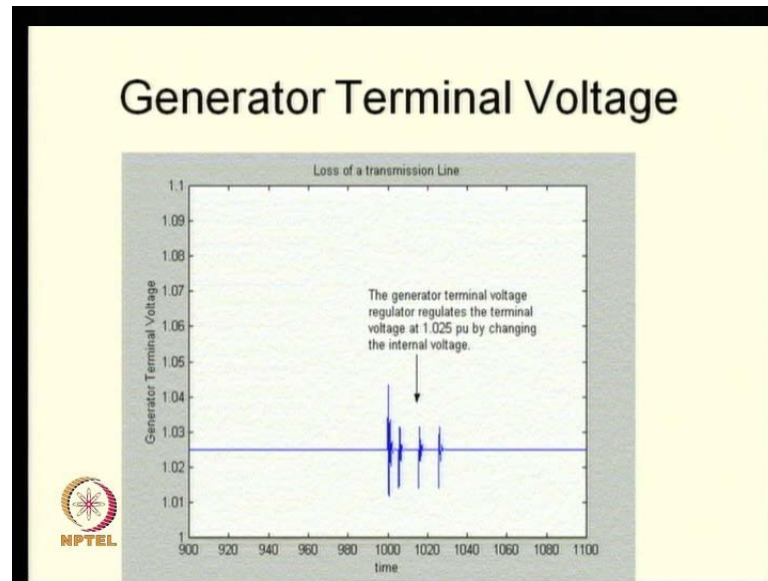 Generator Terminal Voltage
Loss of a transmission Line
1.1
1.09
1.08
1.07
1.06
1.05
1.04
1.03
1.02
1.01
1
Generator Terminal Voltage
The generator terminal voltage
regulator regulates the terminal
voltage at 1.025 pu by changing
the internal voltage.
900 920 940 960 980 1000 1020 1040 1060 1080 1100
time
NPTEL